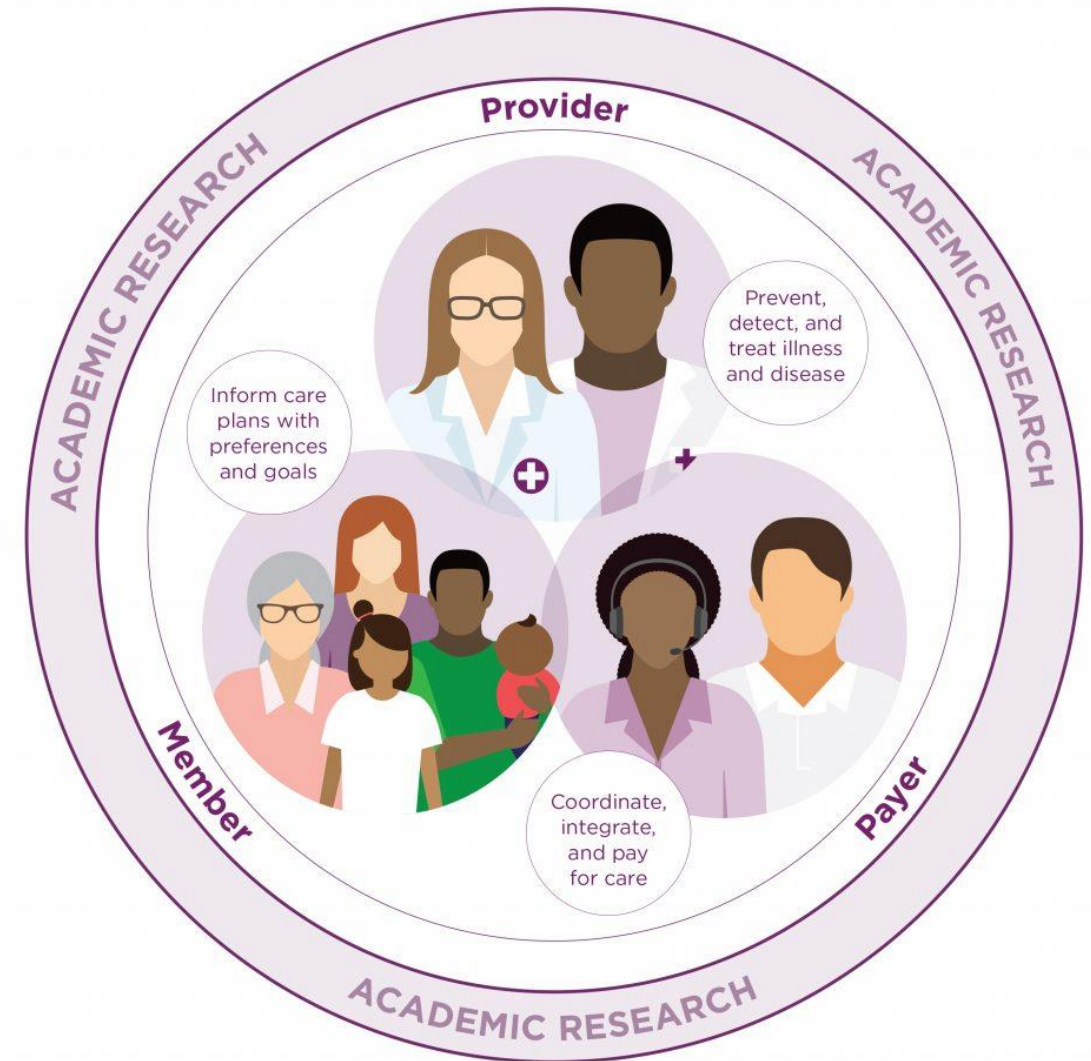 Provider
ACADEMIC RESEARCH
ACADEMIC RESEARCH
Prevent,
detect, and
treat illness
and disease
Inform care
plans with
preferences
and goals
Member
Payer
Coordinate,
integrate,
and pay
for care
ACADEMIC RESEARCH